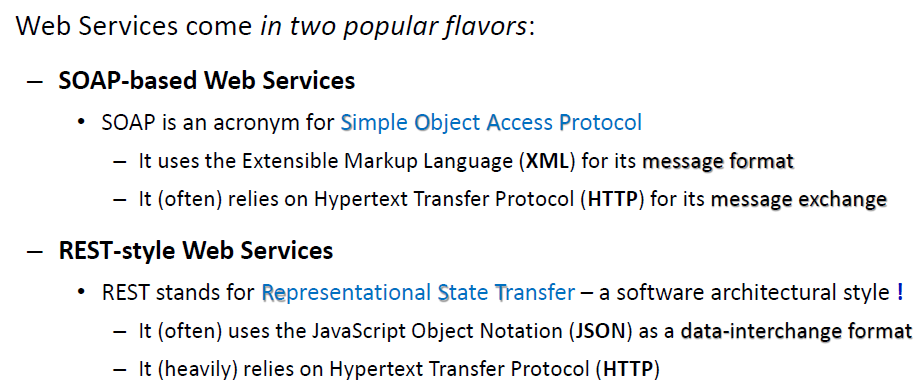 Web Services come in two popular flavors:
– SOAP-based Web Services
• SOAP is an acronym for Simple Object Access Protocol
– It uses the Extensible Markup Language (XML) for its message format
– It (often) relies on Hypertext Transfer Protocol (HTTP) for its message exchange
– REST-style Web Services
• REST stands for Representational State Transfer – a software architectural style !
– It (often) uses the JavaScript Object Notation (JSON) as a data-interchange format
– It (heavily) relies on Hypertext Transfer Protocol (HTTP)